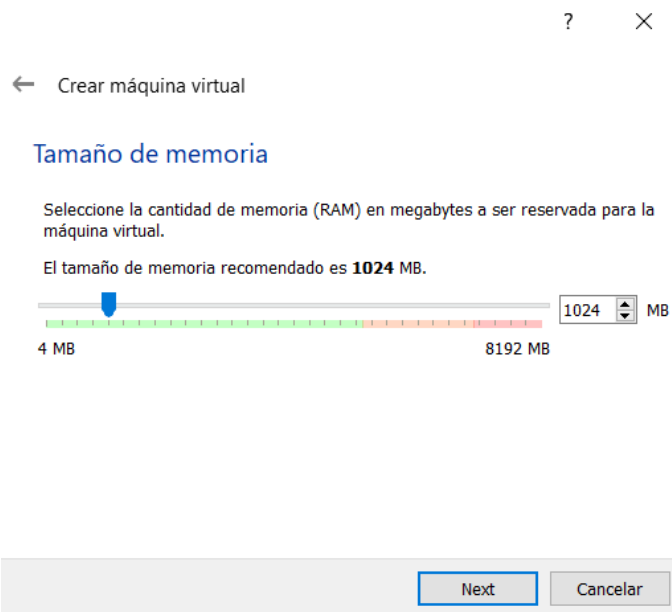 ?
Crear máquina virtual
Tamaño de memoria
Seleccione la cantidad de memoria (RAM) en megabytes a ser reservada para la
máquina virtual.
El tamaño de memoria recomendado es 1024 MB.
1024 MB
4 MB 8192 MB
Next Cancelar